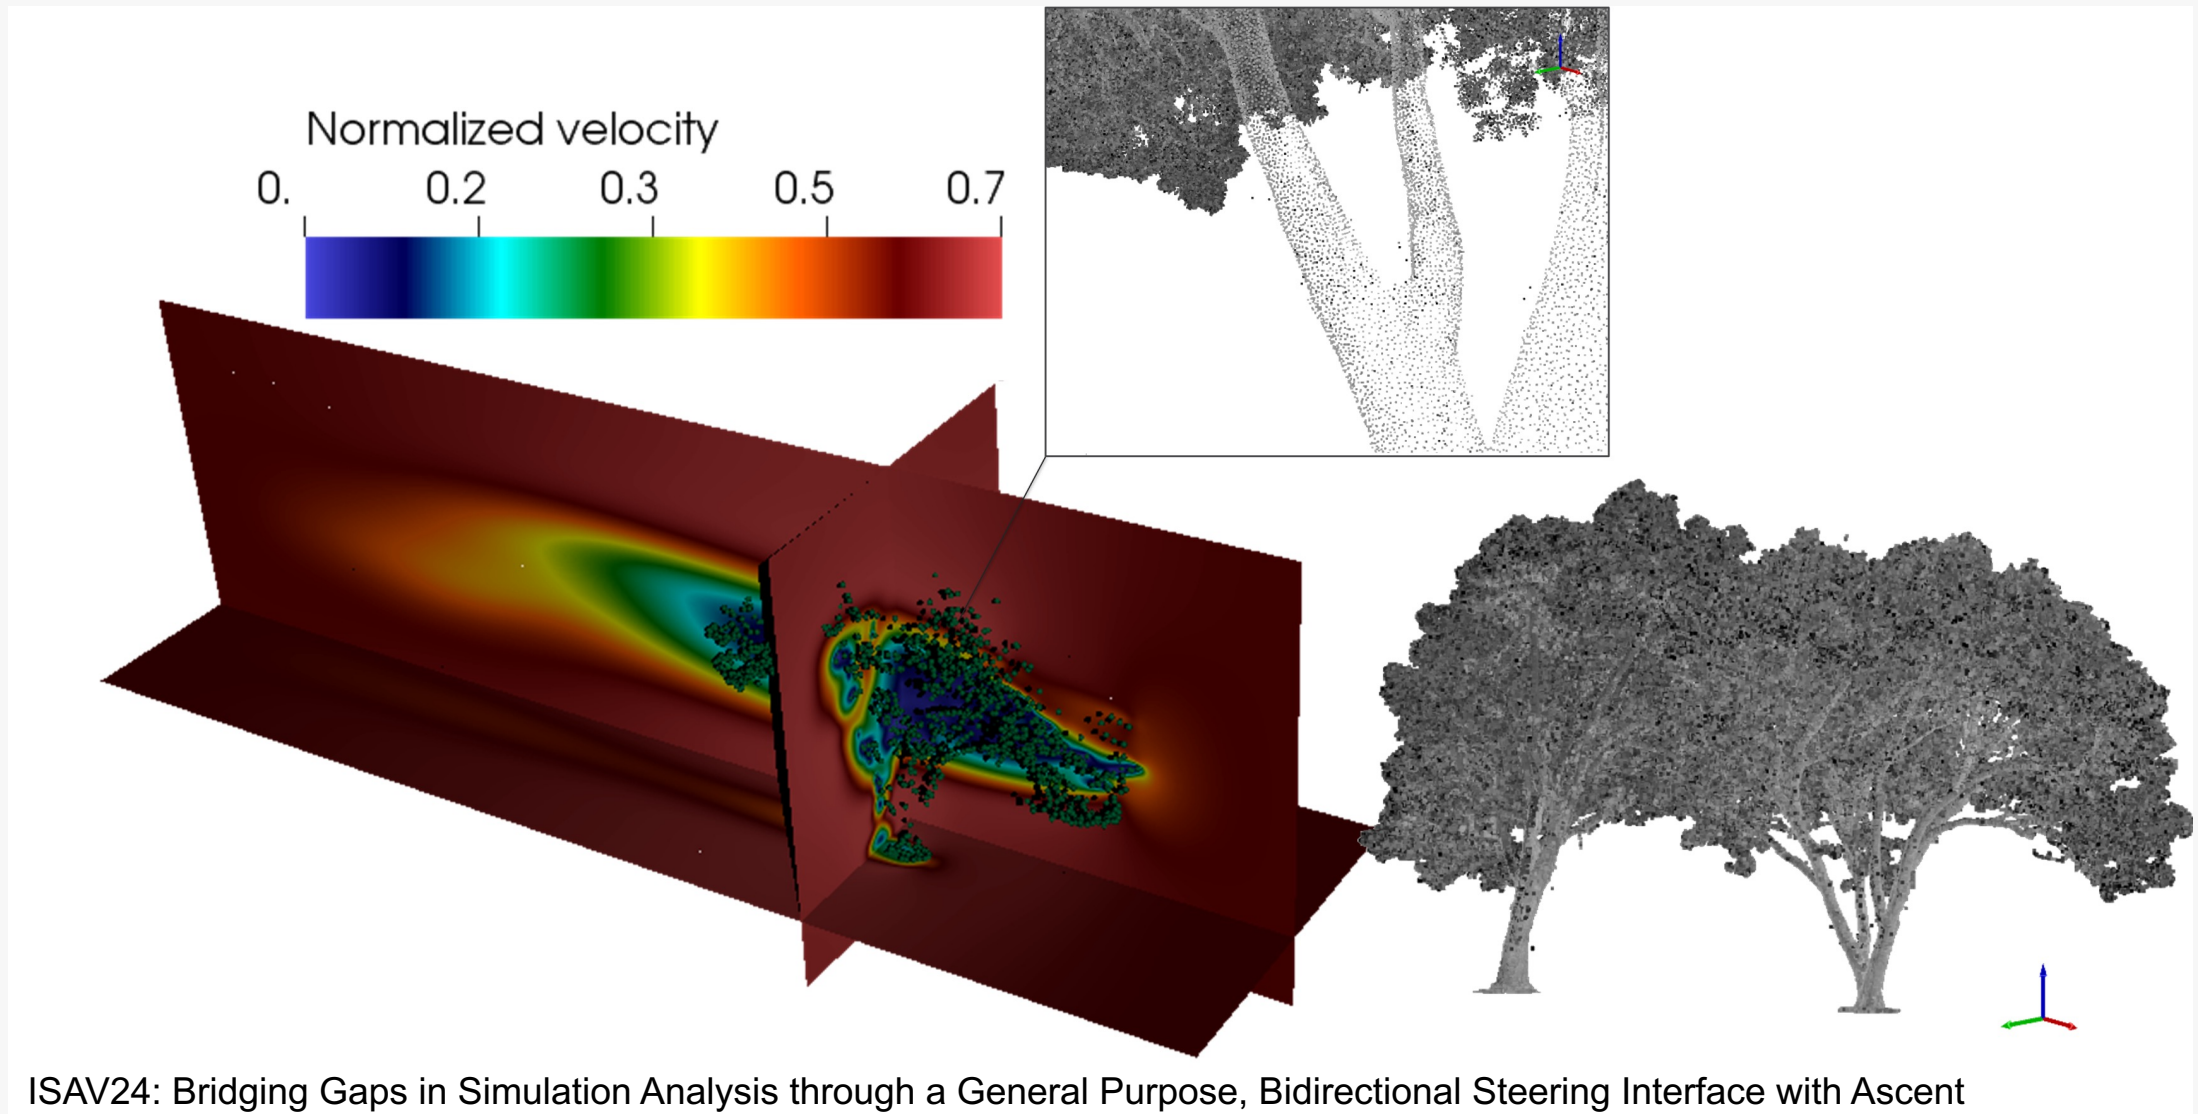 Normalized velocity
0. 0.2 0.3 0.5 0.7
ISAV24: Bridging Gaps in Simulation Analysis through a General Purpose, Bidirectional Steering Interface with Ascent